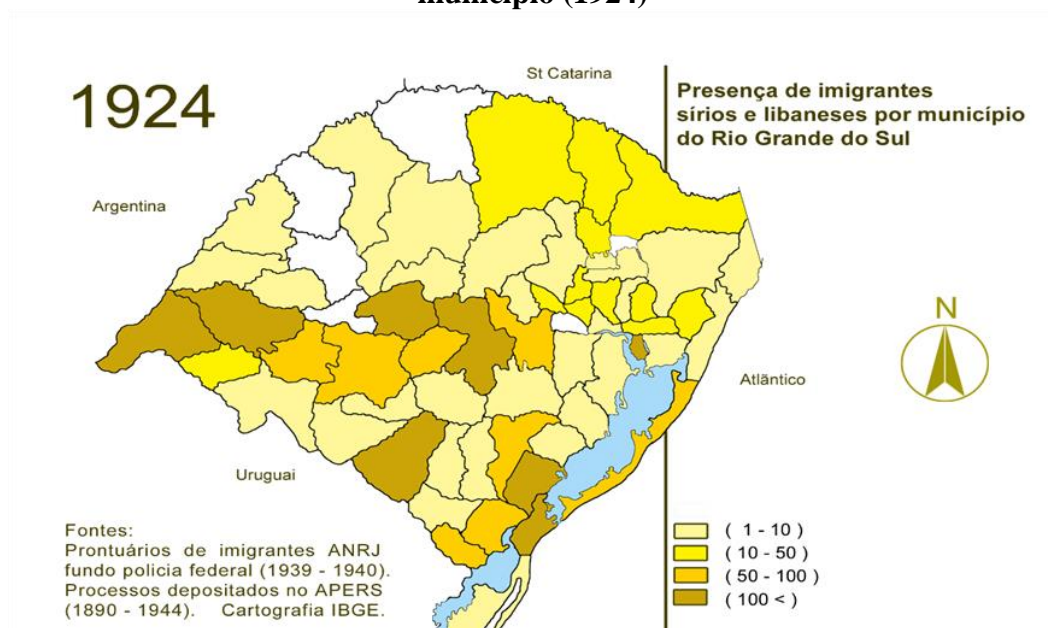 município (1924)
1924
St Catarina
Presença de imigrantes
sírios e libaneses por município
do Rio Grande do Sul
Argentina
N
Atlântico
Uruguai
Fontes:
Prontuários de imigrantes ANRJ
fundo policia federal (1939 - 1940).
Processos depositados no APERS
(1890 - 1944). Cartografia IBGE.
( 1 - 10 )
( 10 - 50 )
( 50 - 100 )
( 100 < )